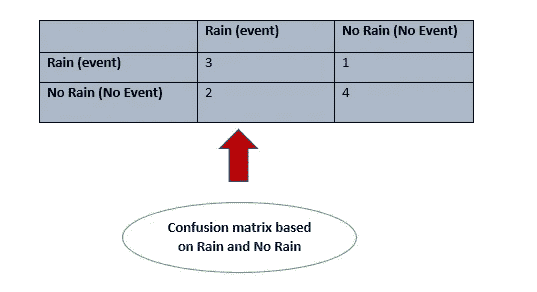 Rain (event) No Rain (No Event)
Rain (event) 3 1
No Rain (No Event) 2 4
Confusion matrix based
on Rain and No Rain